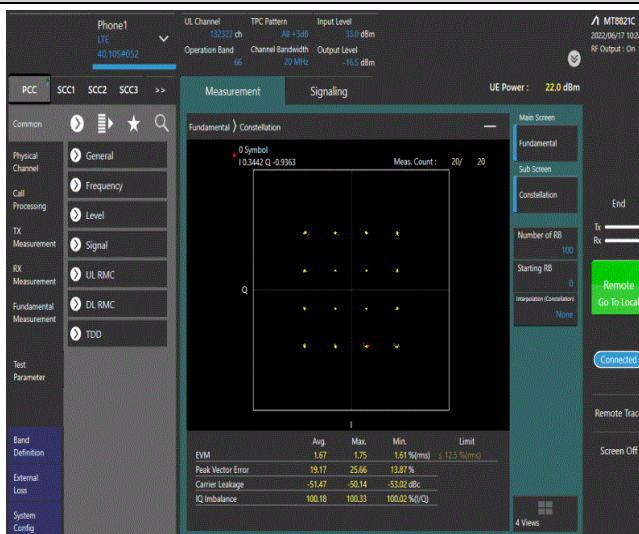 Phone1
LTE
40.105#052
UL Channel TPC Pattern Input Level
132322 ch All +3dB 33.0 dBm
Operation Band Channel Bandwidth Output Level
66 20 MHz -16.5 dBm
MT8821C
2022/06/17 10:24
RF Output : On
PCC SCC1 SCC2 SCC3 >>
Measurement Signaling UE Power : 22.0 dBm
Common
Physical
Channel
Call
Processing
TX
Measurement
RX
Measurement
Fundamental
Measurement
Test
Parameter
Band
Definition
External
Loss
System
Config
General
Frequency
Level
Signal
UL RMC
DL RMC
TDD
Fundamental 〉 Constellation
0 Symbol
I 0.3442 Q -0.9363 Meas. Count : 20/ 20
Q
I
Avg. Max. Min. Limit
EVM 1.67 1.75 1.61 %(rms) ≤ 12.5 %(rms)
Peak Vector Error 19.17 25.66 13.87 %
Carrier Leakage -51.47 -50.14 -53.02 dBc
IQ Imbalance 100.18 100.33 100.02 %(I/Q)
Main Screen
Fundamental
Sub Screen
Constellation
Number of RB
100
Starting RB
0
Interpolation (Constellation)
None
4 Views
End
Tx
Rx
Remote
Go To Local
Connected
Remote Trac
Screen Off